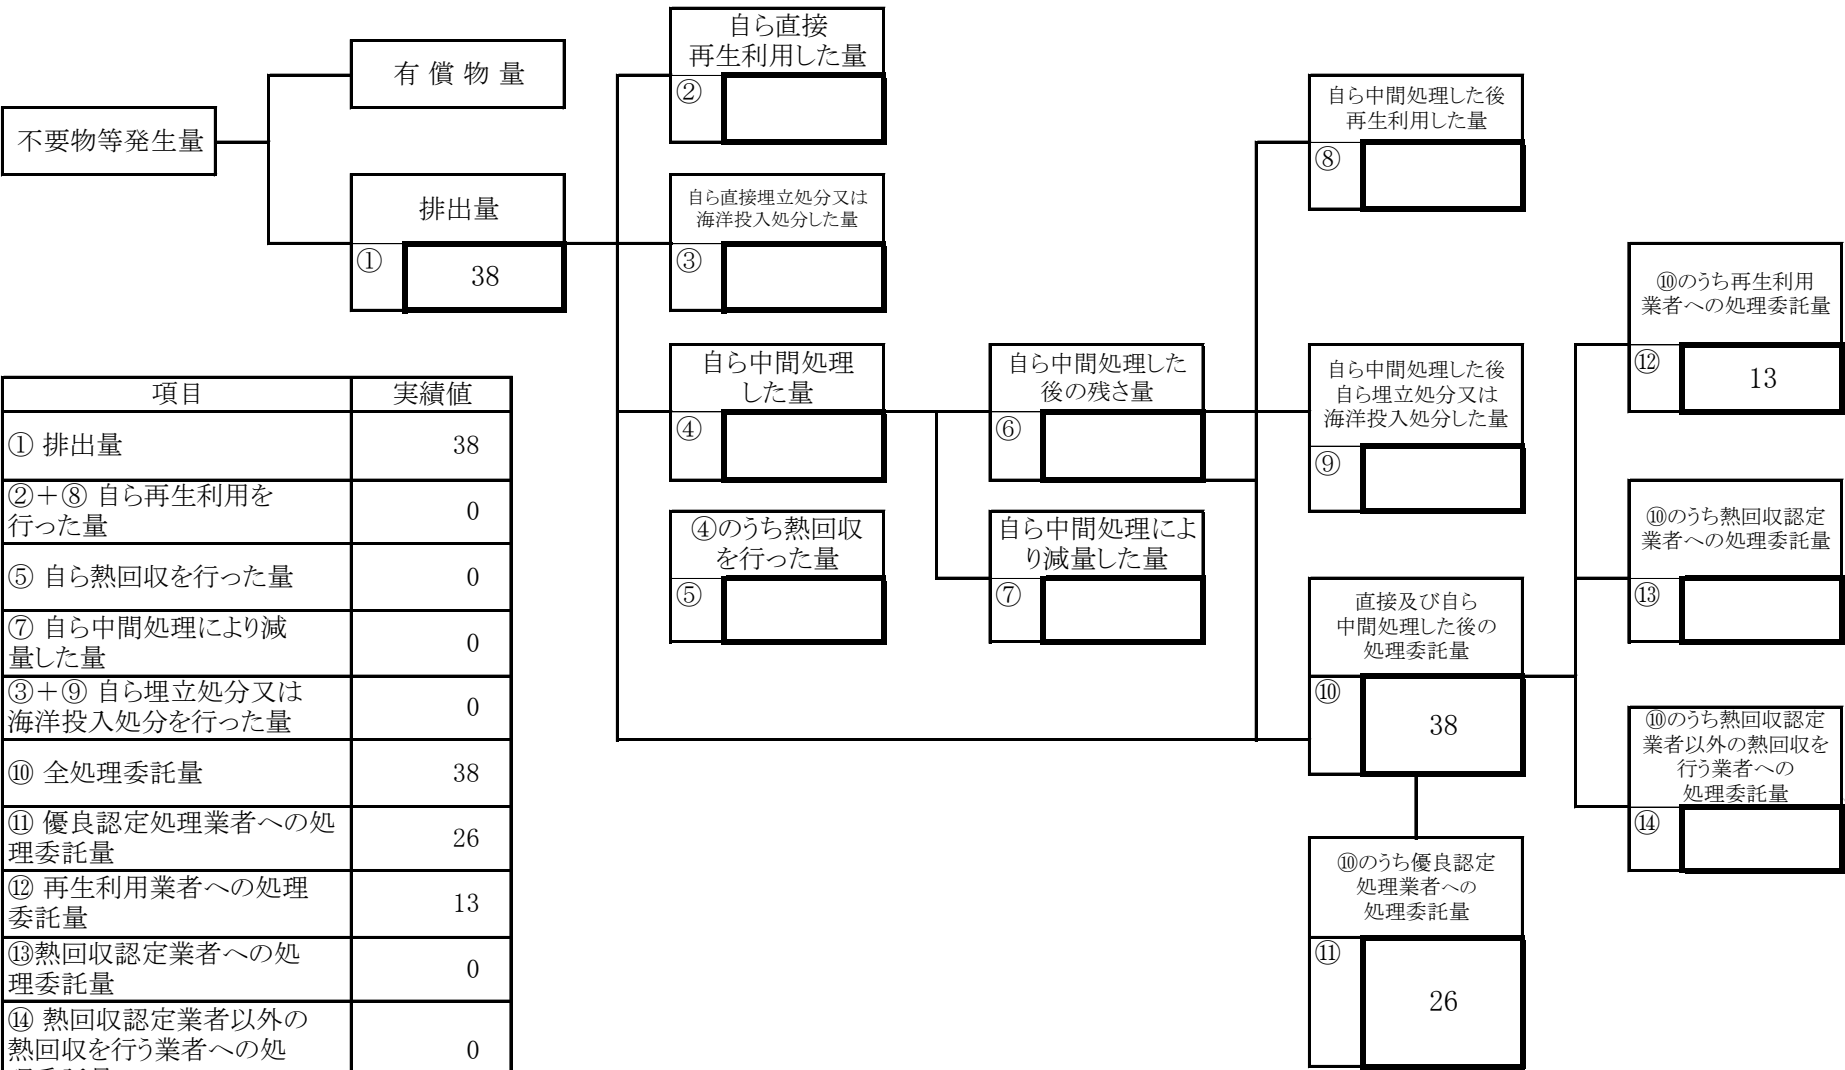 自ら直接
再生利用した量
②
有 償 物 量
不要物等発生量
排出量
①
38
自ら直接埋立処分又は
海洋投入処分した量
③
自ら中間処理した後
再生利用した量
⑧
自ら中間処理
した量
④
自ら中間処理した
後の残さ量
⑥
自ら中間処理した後
自ら埋立処分又は
海洋投入処分した量
⑨
⑩のうち再生利用
業者への処理委託量
⑫
13
④のうち熱回収
を行った量
⑤
自ら中間処理によ
り減量した量
⑦
⑩のうち熱回収認定
業者への処理委託量
⑬
直接及び自ら
中間処理した後の
処理委託量
⑩
38
⑩のうち熱回収認定
業者以外の熱回収を
行う業者への
処理委託量
⑭
⑩のうち優良認定
処理業者への
処理委託量
⑪
26
項目 実績値
① 排出量 38
②＋⑧ 自ら再生利用を
行った量 0
⑤ 自ら熱回収を行った量 0
⑦ 自ら中間処理により減
量した量 0
③＋⑨ 自ら埋立処分又は
海洋投入処分を行った量 0
⑩ 全処理委託量 38
⑪ 優良認定処理業者への処
理委託量 26
⑫ 再生利用業者への処理
委託量 13
⑬熱回収認定業者への処
理委託量 0
⑭ 熱回収認定業者以外の
熱回収を行う業者への処 0